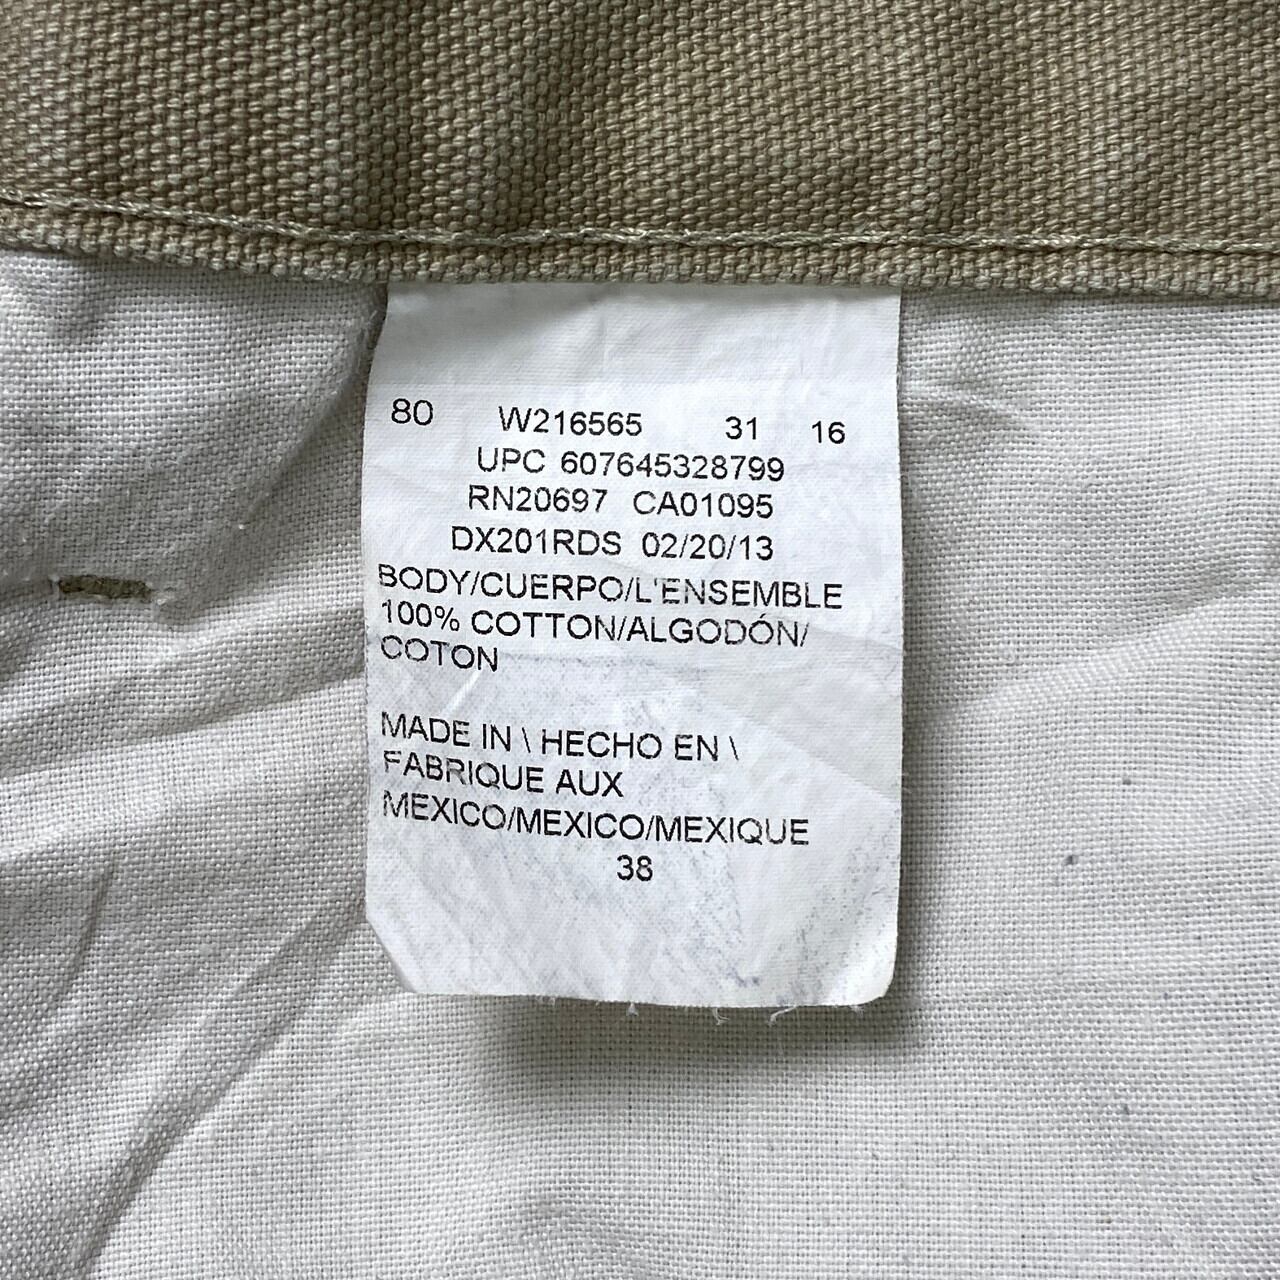 80 W216565 31 16
UPC 607645328799
RN20697 CA01095
DX201RDS 02/20/13
BODY/CUERPO/L'ENSEMBLE
100% COTTON/ALGODÓN/
COTON
MADE IN \ HECHO EN \
FABRIQUE AUX
MEXICO/MEXICO/MEXIQUE
38